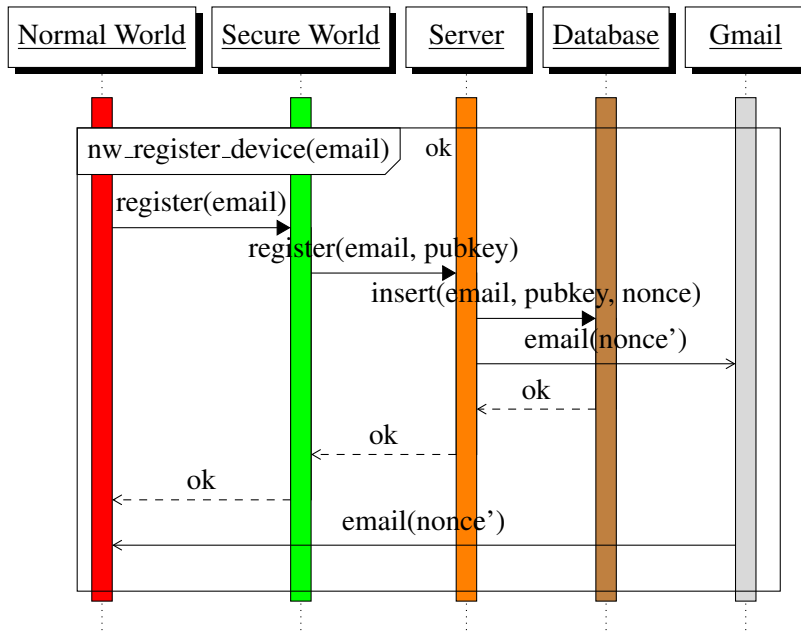 Normal World
Secure World
Server
Database
Gmail
nw_register_device(email)
ok
register(email)
register(email, pubkey)
insert(email, pubkey, nonce)
email(nonce’)
ok
ok
ok
email(nonce’)